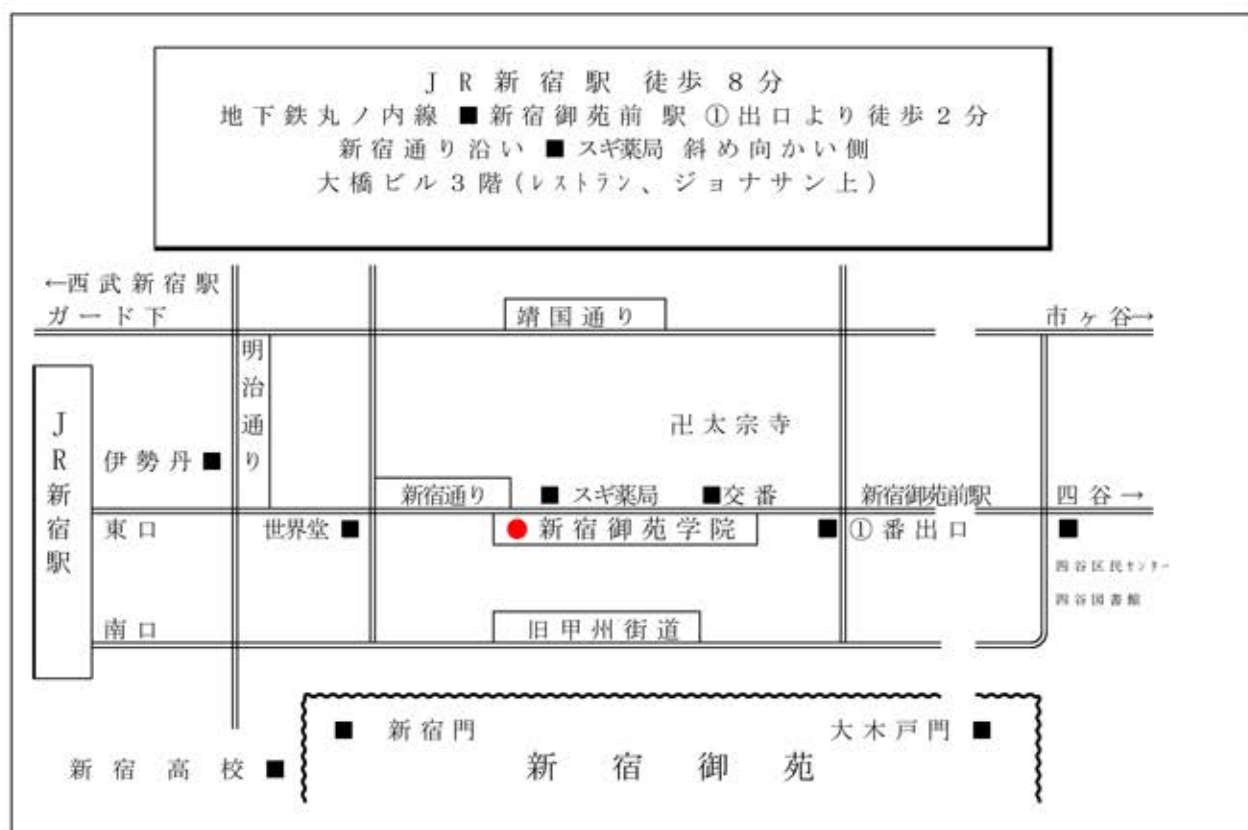 JR新宿駅 徒歩8分
地下鉄丸ノ内線 ■新宿御苑前 駅 ①出口より徒歩2分
新宿通り沿い ■ スギ薬局 斜め向かい側
大橋ビル3階(レストラン、ジョナサン上)
←西武新宿駅
ガード下
靖国通り
市ヶ谷→
明治通り
JR新宿駅
卍太宗寺
伊勢丹■
新宿通り
■ スギ薬局
■交番
新宿御苑前駅
四谷→
東口
世界堂■
●新宿御苑学院
■①番出口
■
四谷区民センター
四谷図書館
南口
旧甲州街道
■ 新宿門
大木戸門■
新宿高校■
新宿御苑